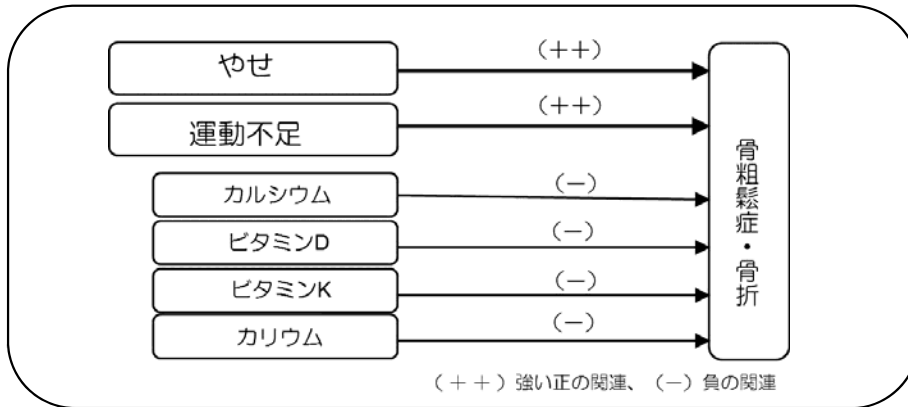 やせ
(++)
運動不足
(++)
カルシウム
(-)
ビタミンD
(-)
ビタミンK
(-)
カリウム
(-)
骨粗鬆症・骨折
(++)強い正の関連、(-)負の関連